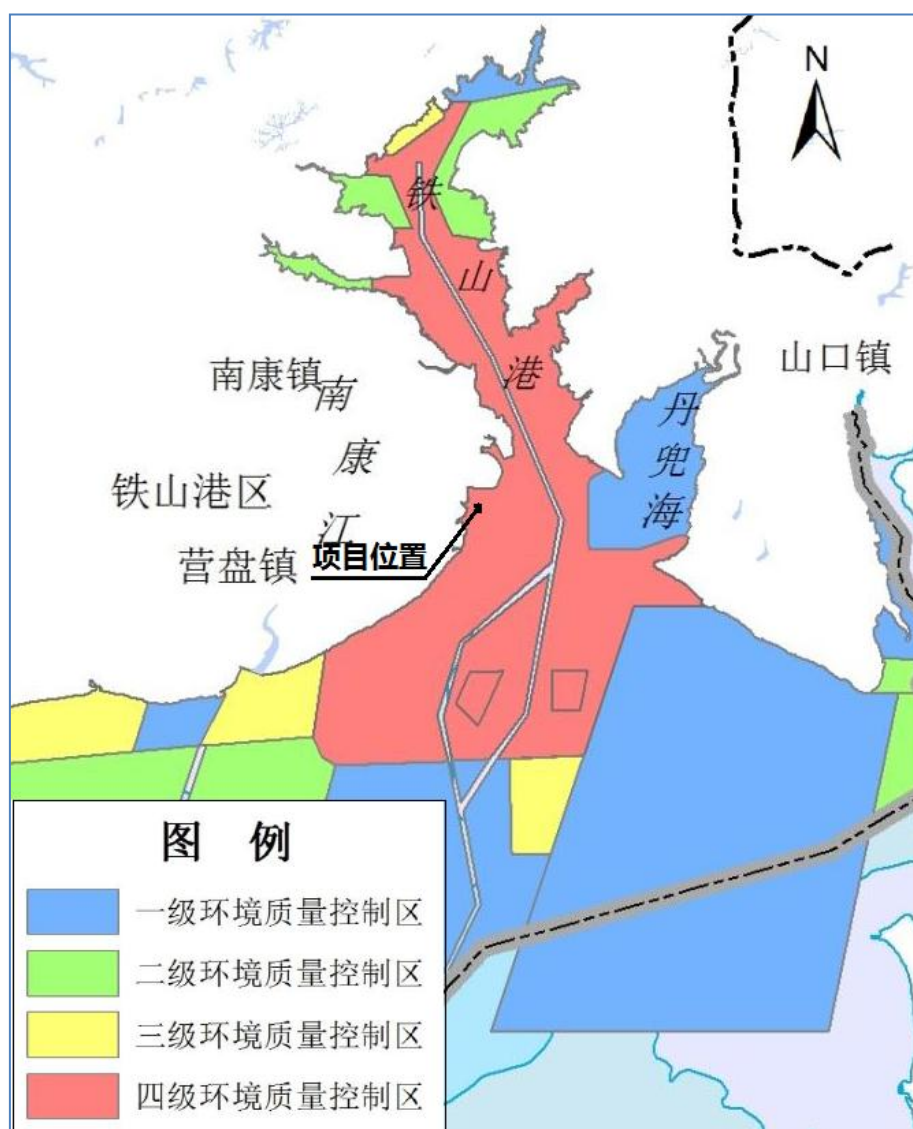 N
铁
山
港
南康镇
南
康
江
铁山港区
营盘镇
项目位置
山口镇
丹
兜
海
图 例
一级环境质量控制区
二级环境质量控制区
三级环境质量控制区
四级环境质量控制区